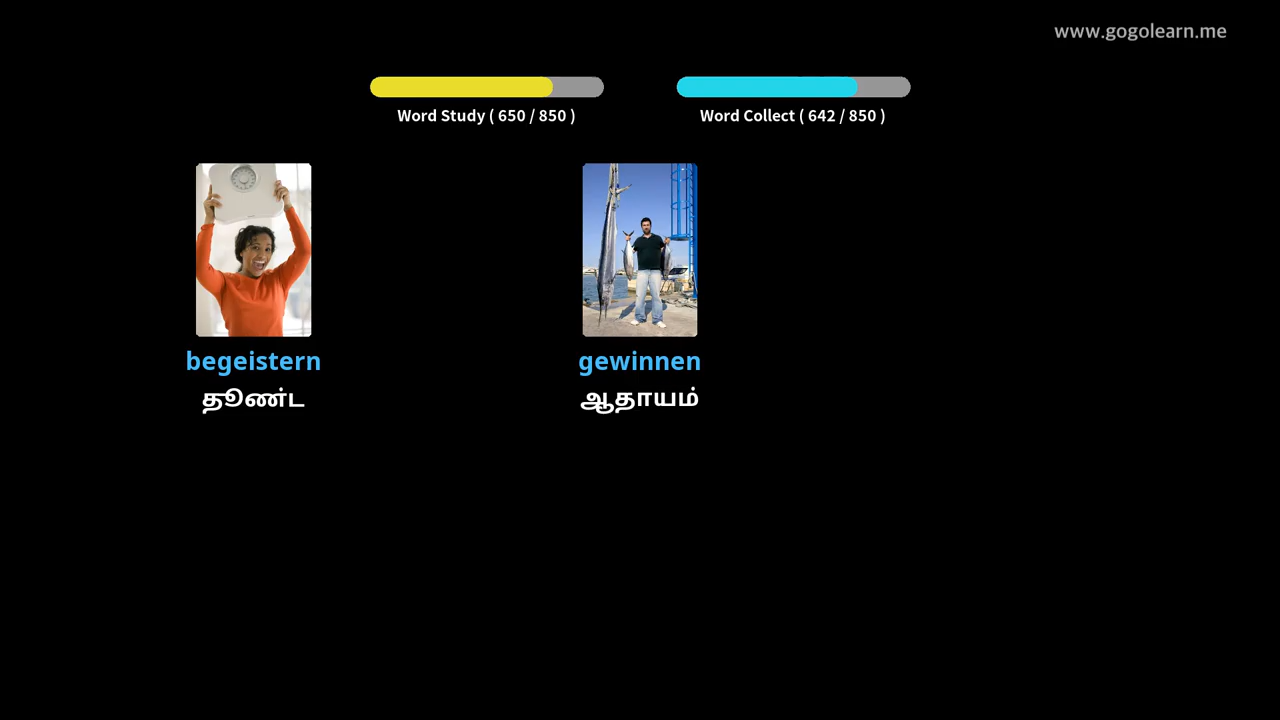 www.gogolearn.me
Word Study ( 650 / 850 )
Word Collect ( 642 / 850 )
begeistern
தூண்ட
gewinnen
ஆதாயம்